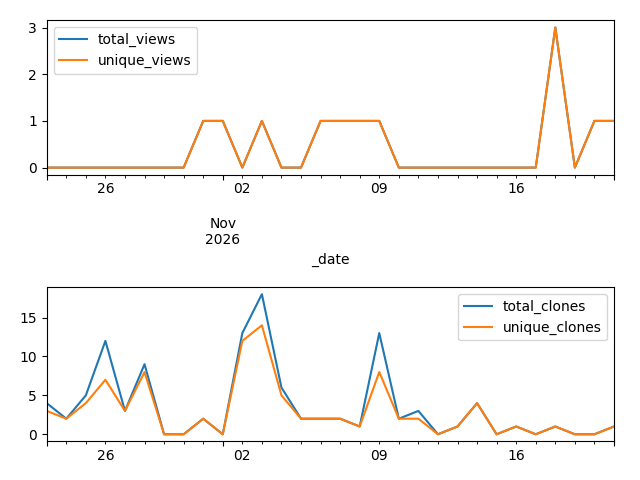 3
total_views
unique_views
2
1
0
26
02
09
16
Nov
2026
_date
total_clones
unique_clones
15
10
5
0
26
02
09
16